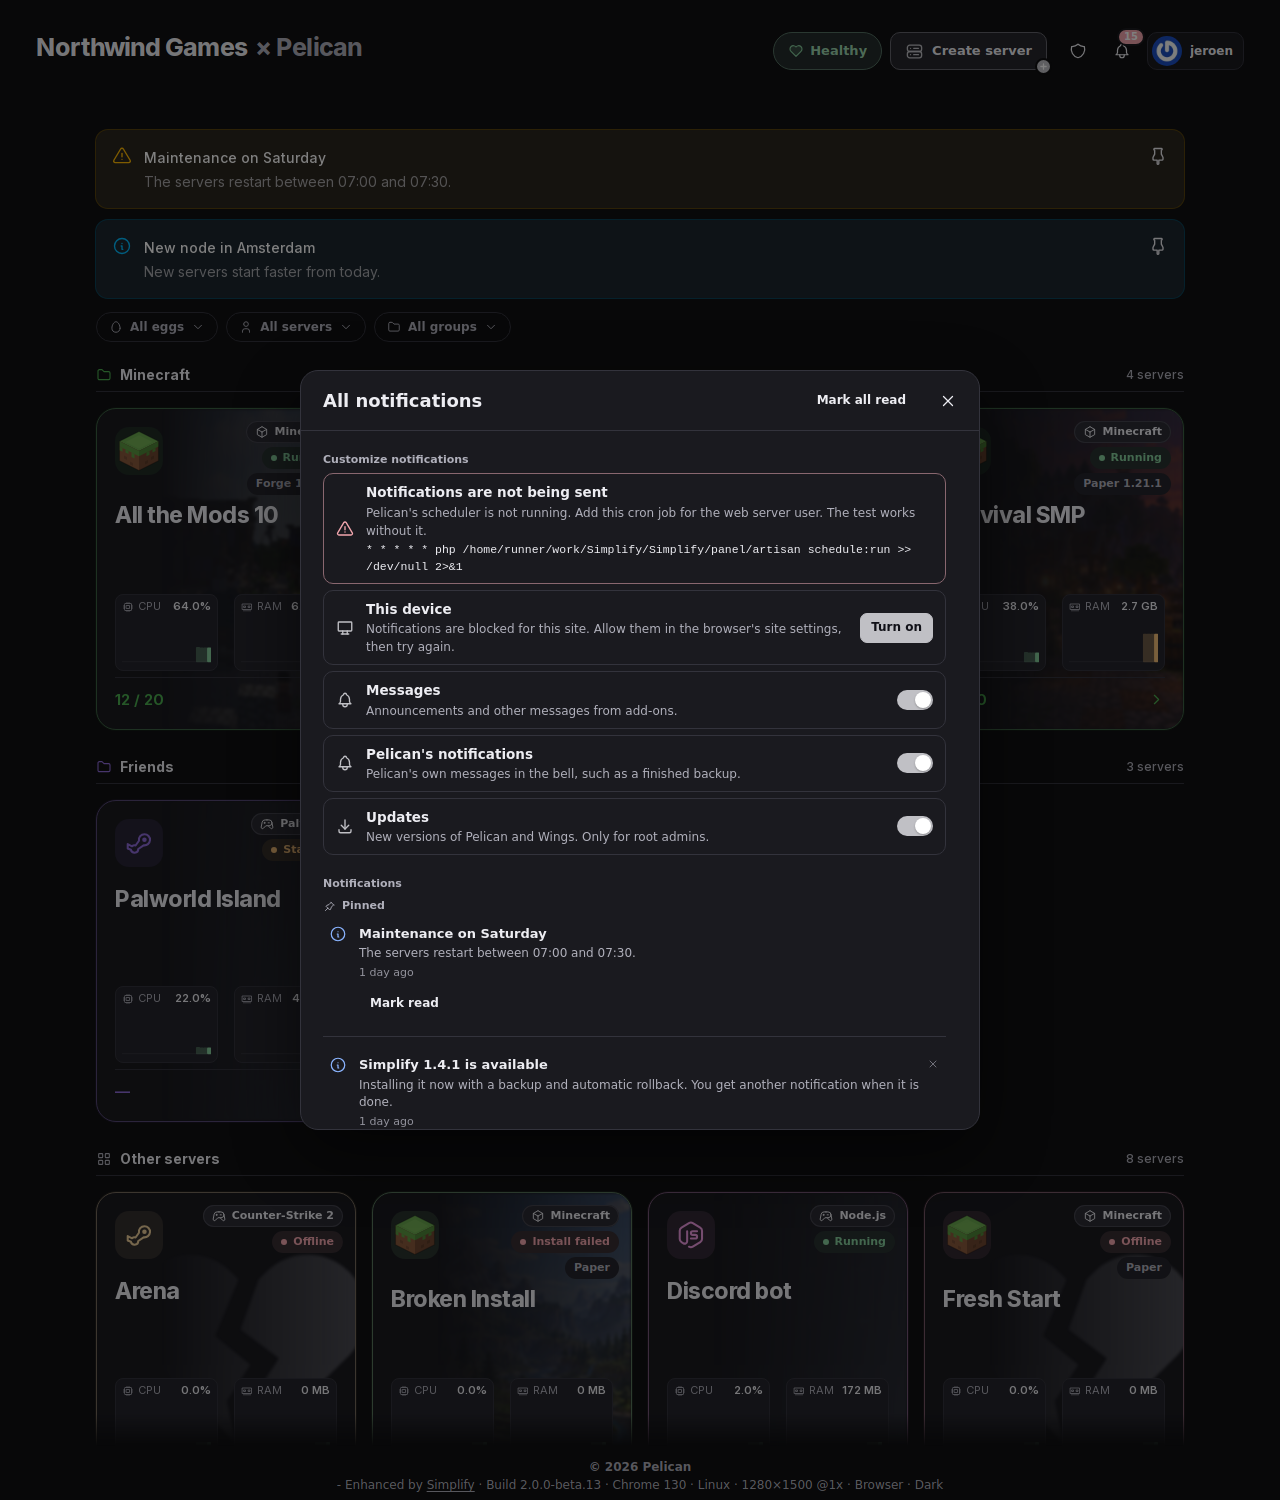 Northwind Games × Pelican
Healthy
Create server
15
jeroen
Maintenance on Saturday
The servers restart between 07:00 and 07:30.
New node in Amsterdam
New servers start faster from today.
All eggs
All servers
All groups
Minecraft
4 servers
All notifications
Mark all read
Customize notifications
Notifications are not being sent
Pelican's scheduler is not running. Add this cron job for the web server user. The test works
without it.
* * * * * php /home/runner/work/Simplify/Simplify/panel/artisan schedule:run >>
/dev/null 2>&1
This device
Notifications are blocked for this site. Allow them in the browser's site settings,
then try again.
Turn on
Messages
Announcements and other messages from add-ons.
Pelican's notifications
Pelican's own messages in the bell, such as a finished backup.
Updates
New versions of Pelican and Wings. Only for root admins.
Notifications
Pinned
Maintenance on Saturday
The servers restart between 07:00 and 07:30.
1 day ago
Mark read
Simplify 1.4.1 is available
Installing it now with a backup and automatic rollback. You get another notification when it is
done.
1 day ago
All the Mods 10
CPU 64.0%
RAM
12 / 20
Minecraft
Running
Paper 1.21.1
SMP
38.0%
RAM 2.7 GB
Friends
3 servers
Palworld Island
CPU 22.0%
RAM
—
Other servers
8 servers
Counter-Strike 2
Offline
Arena
CPU 0.0%
RAM 0 MB
Minecraft
Install failed
Paper
Broken Install
CPU 0.0%
RAM 0 MB
Node.js
Running
Discord bot
CPU 2.0%
RAM 172 MB
Minecraft
Offline
Paper
Fresh Start
CPU 0.0%
RAM 0 MB
© 2026 Pelican
- Enhanced by Simplify · Build 2.0.0-beta.13 · Chrome 130 · Linux · 1280×1500 @1x · Browser · Dark